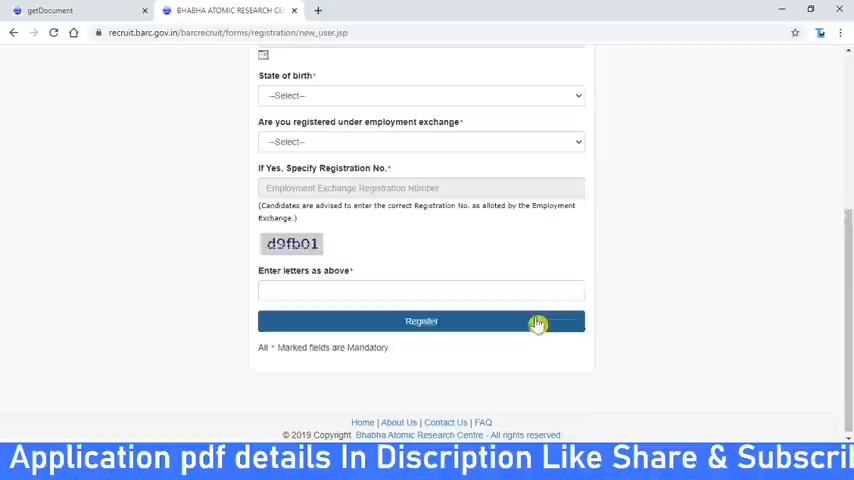 getDocument
BHABHA ATOMIC RESEARCH CE
recruit.barc.gov.in/barcrecruit/forms/registration/new_user.jsp
State of birth*
--Select--
Are you registered under employment exchange*
--Select--
If Yes, Specify Registration No.*
Employment Exchange Registration Number
(Candidates are advised to enter the correct Registration No. as alloted by the Employment
Exchange.)
d9fb01
Enter letters as above*
Register
All * Marked fields are Mandatory.
Home | About Us | Contact Us | FAQ
© 2019 Copyright. Bhabha Atomic Research Centre - All rights reserved
Application pdf details In Discription Like Share & Subscrib